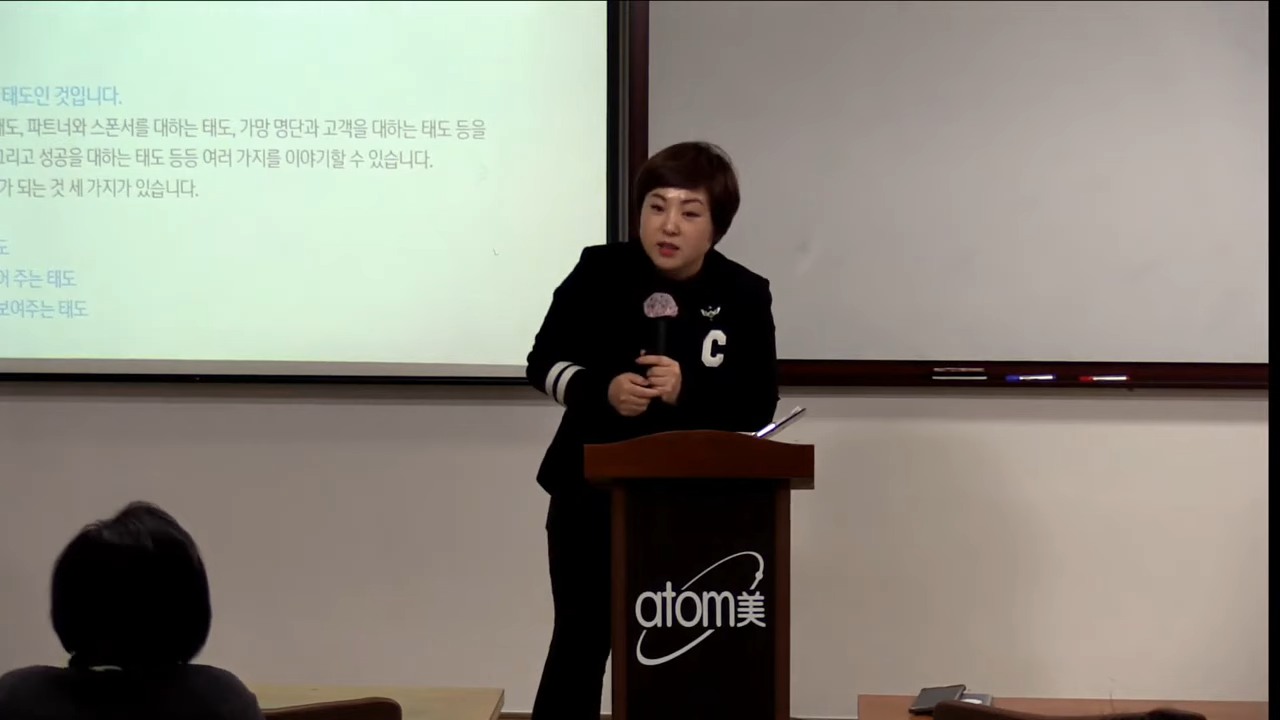 태도인 것입니다.
태도, 파트너와 스폰서를 대하는 태도, 가망 명단과 고객을 대하는 태도 등을
그리고 성공을 대하는 태도 등등 여러 가지를 이야기할 수 있습니다.
가 되는 것 세 가지가 있습니다.
도
어 주는 태도
보여주는 태도
C
atom美